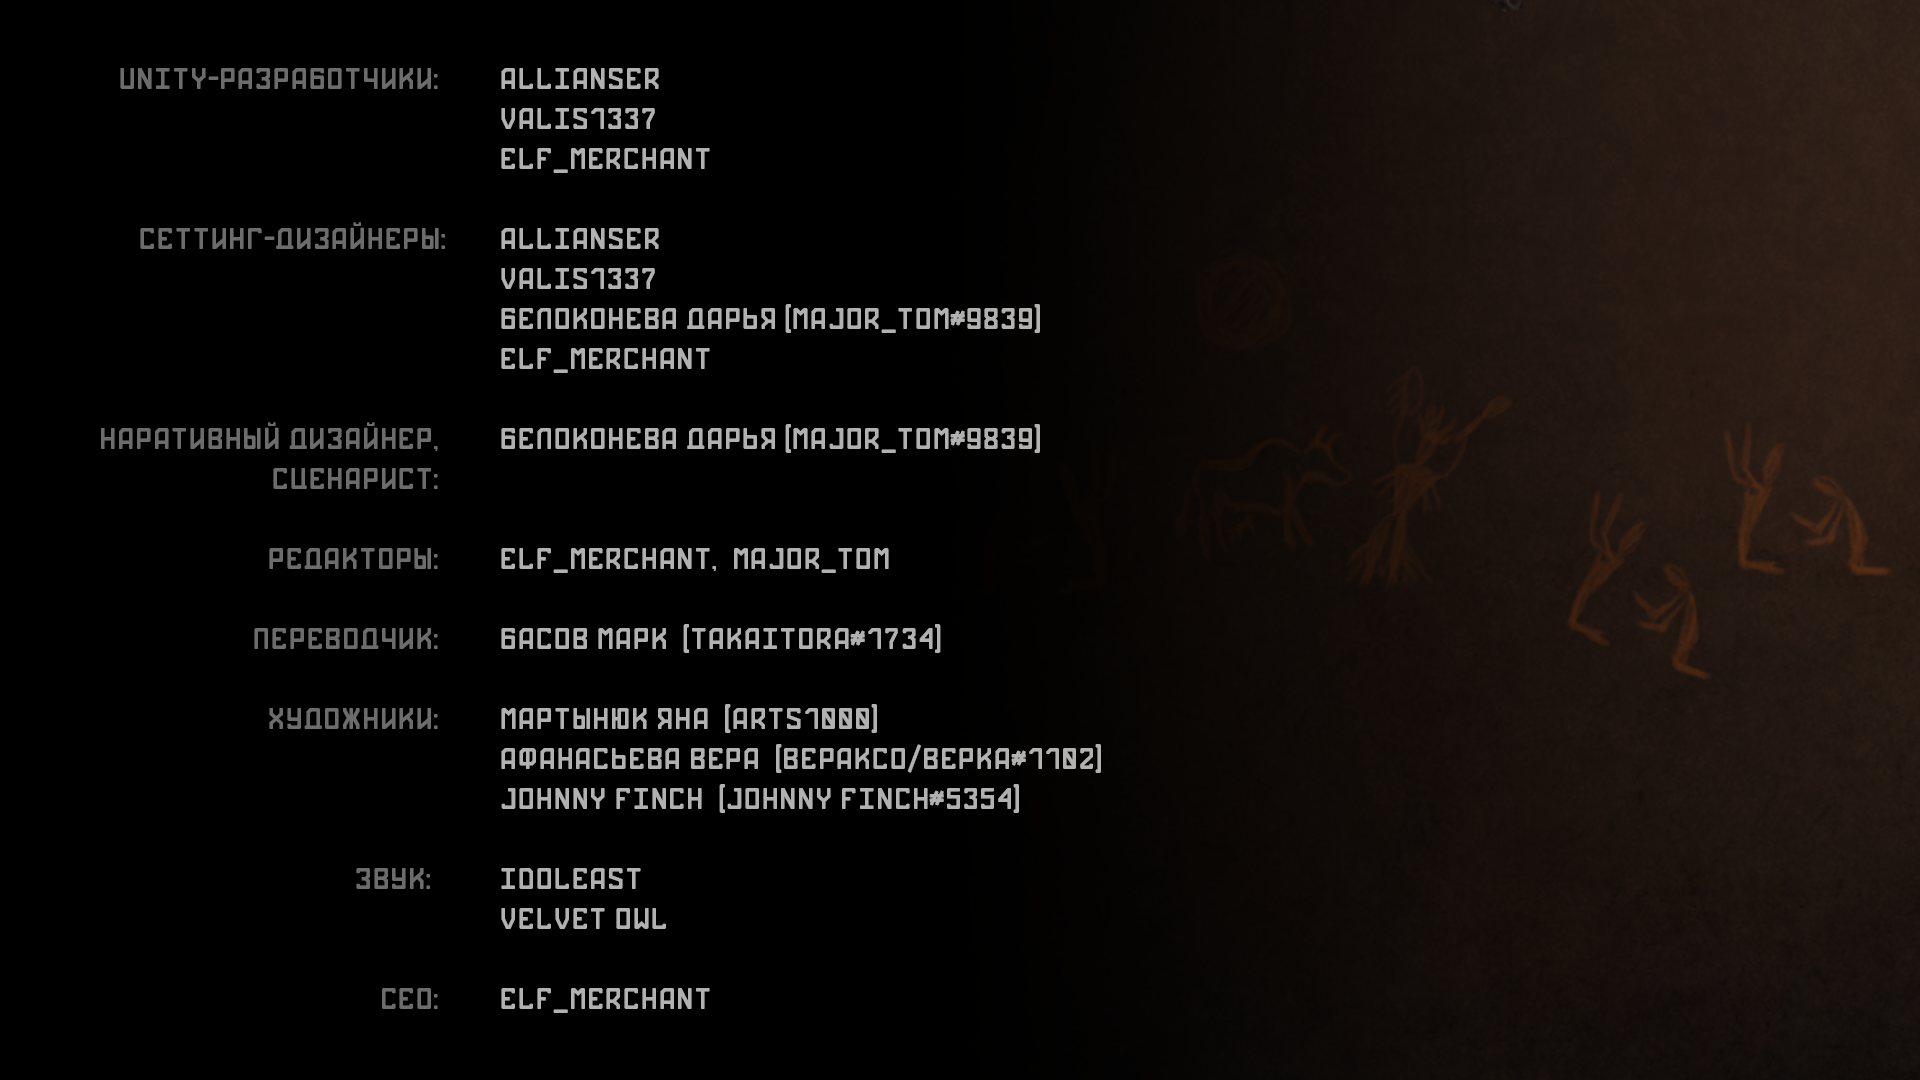 UNITY-РАЗРАБОТЧИКИ: ALLIANSER
VALIS1337
ELF_MERCHANT
СЕТТИНГ-ДИЗАЙНЕРЫ: ALLIANSER
VALIS1337
БЕЛОКОНЕВА ДАРЬЯ [MAJOR_TOM#9839]
ELF_MERCHANT
НАРАТИВНЫЙ ДИЗАЙНЕР, БЕЛОКОНЕВА ДАРЬЯ [MAJOR_TOM#9839]
СЦЕНАРИСТ:
РЕДАКТОРЫ: ELF_MERCHANT, MAJOR_TOM
ПЕРЕВОДЧИК: БАСОВ МАРК [TAKAITORA#1734]
ХУДОЖНИКИ: МАРТЫНЮК ЯНА [ARTS1000]
АФАНАСЬЕВА ВЕРА [ВЕРАКСО/ВЕРКА#1102]
JOHNNY FINCH [JOHNNY FINCH#5354]
ЗВУК: IDOLEAST
VELVET OWL
CEO: ELF_MERCHANT